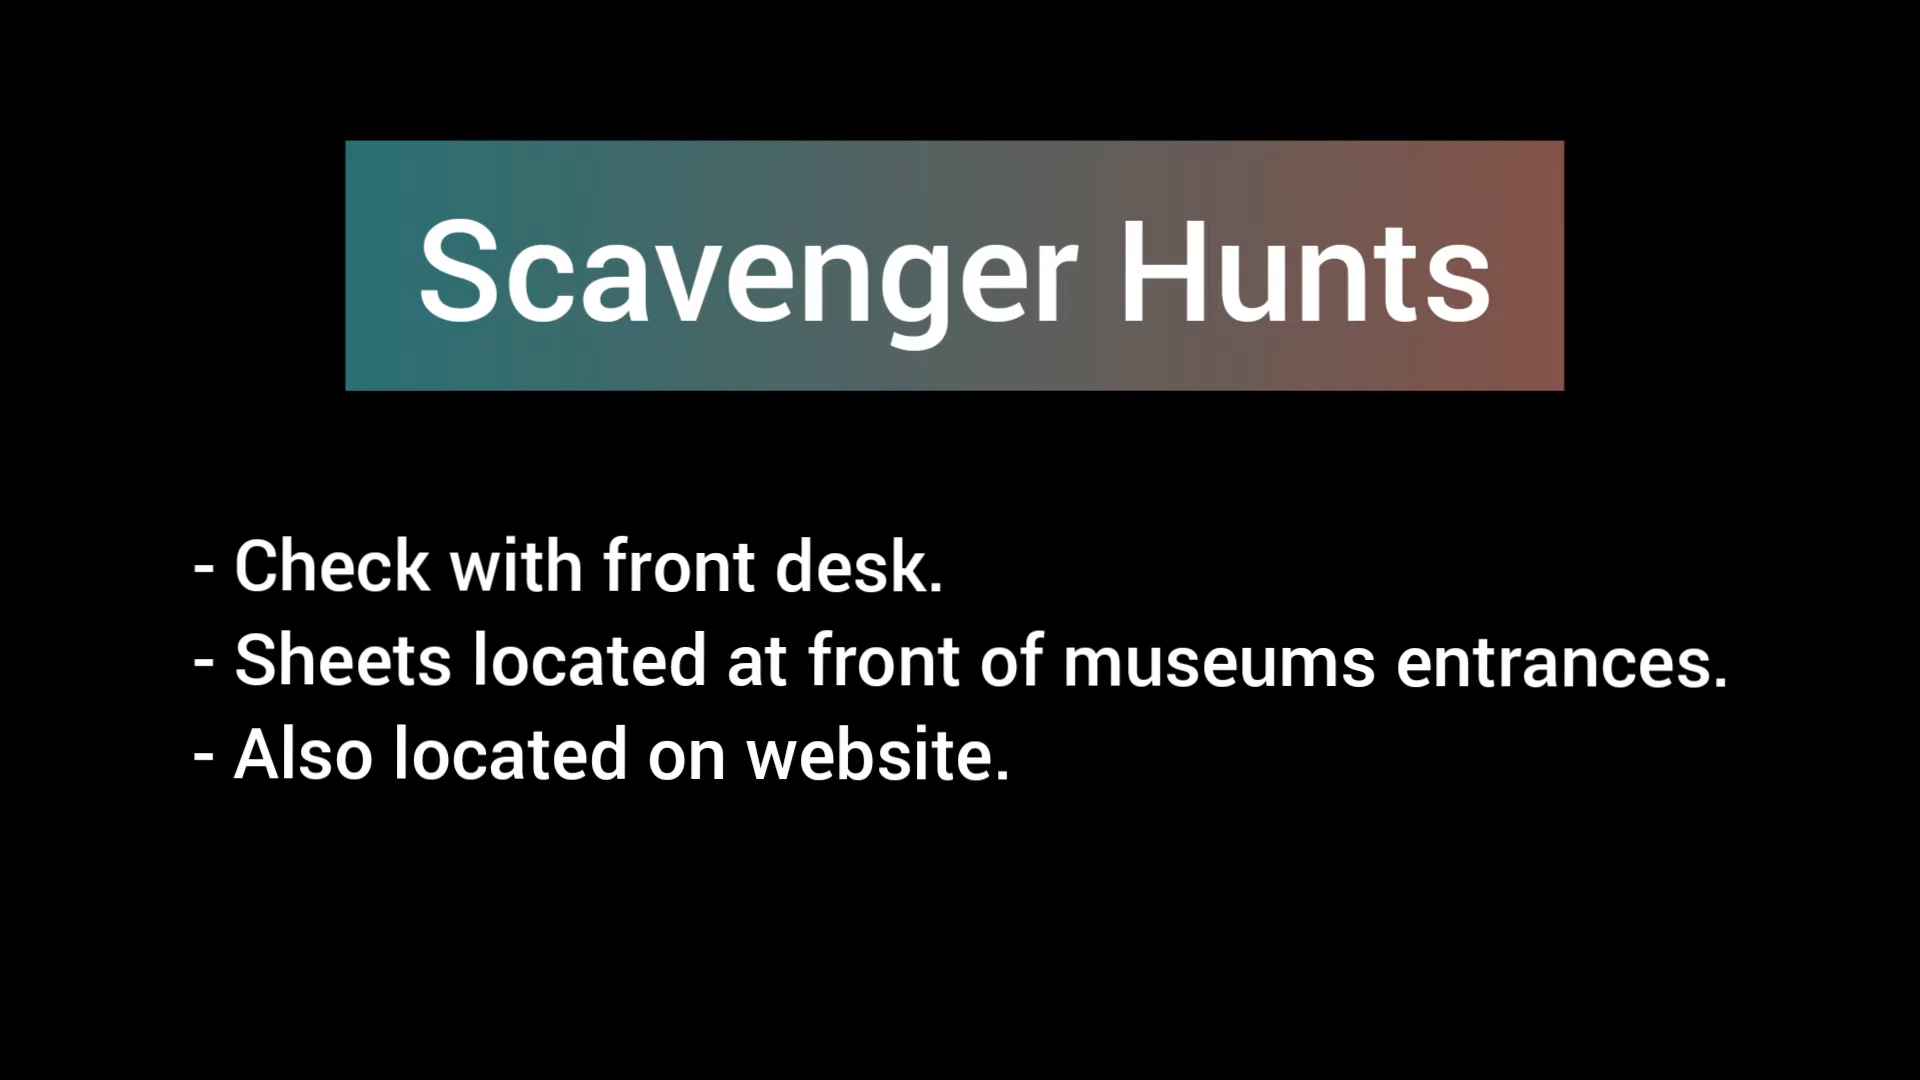 Scavenger Hunts
- Check with front desk.
- Sheets located at front of museums entrances.
- Also located on website.